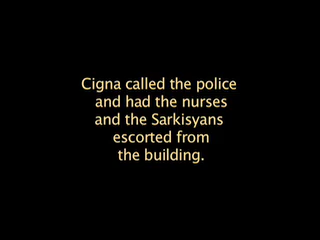 Cigna called the police
and had the nurses
and the Sarkisyans
escorted from
the building.